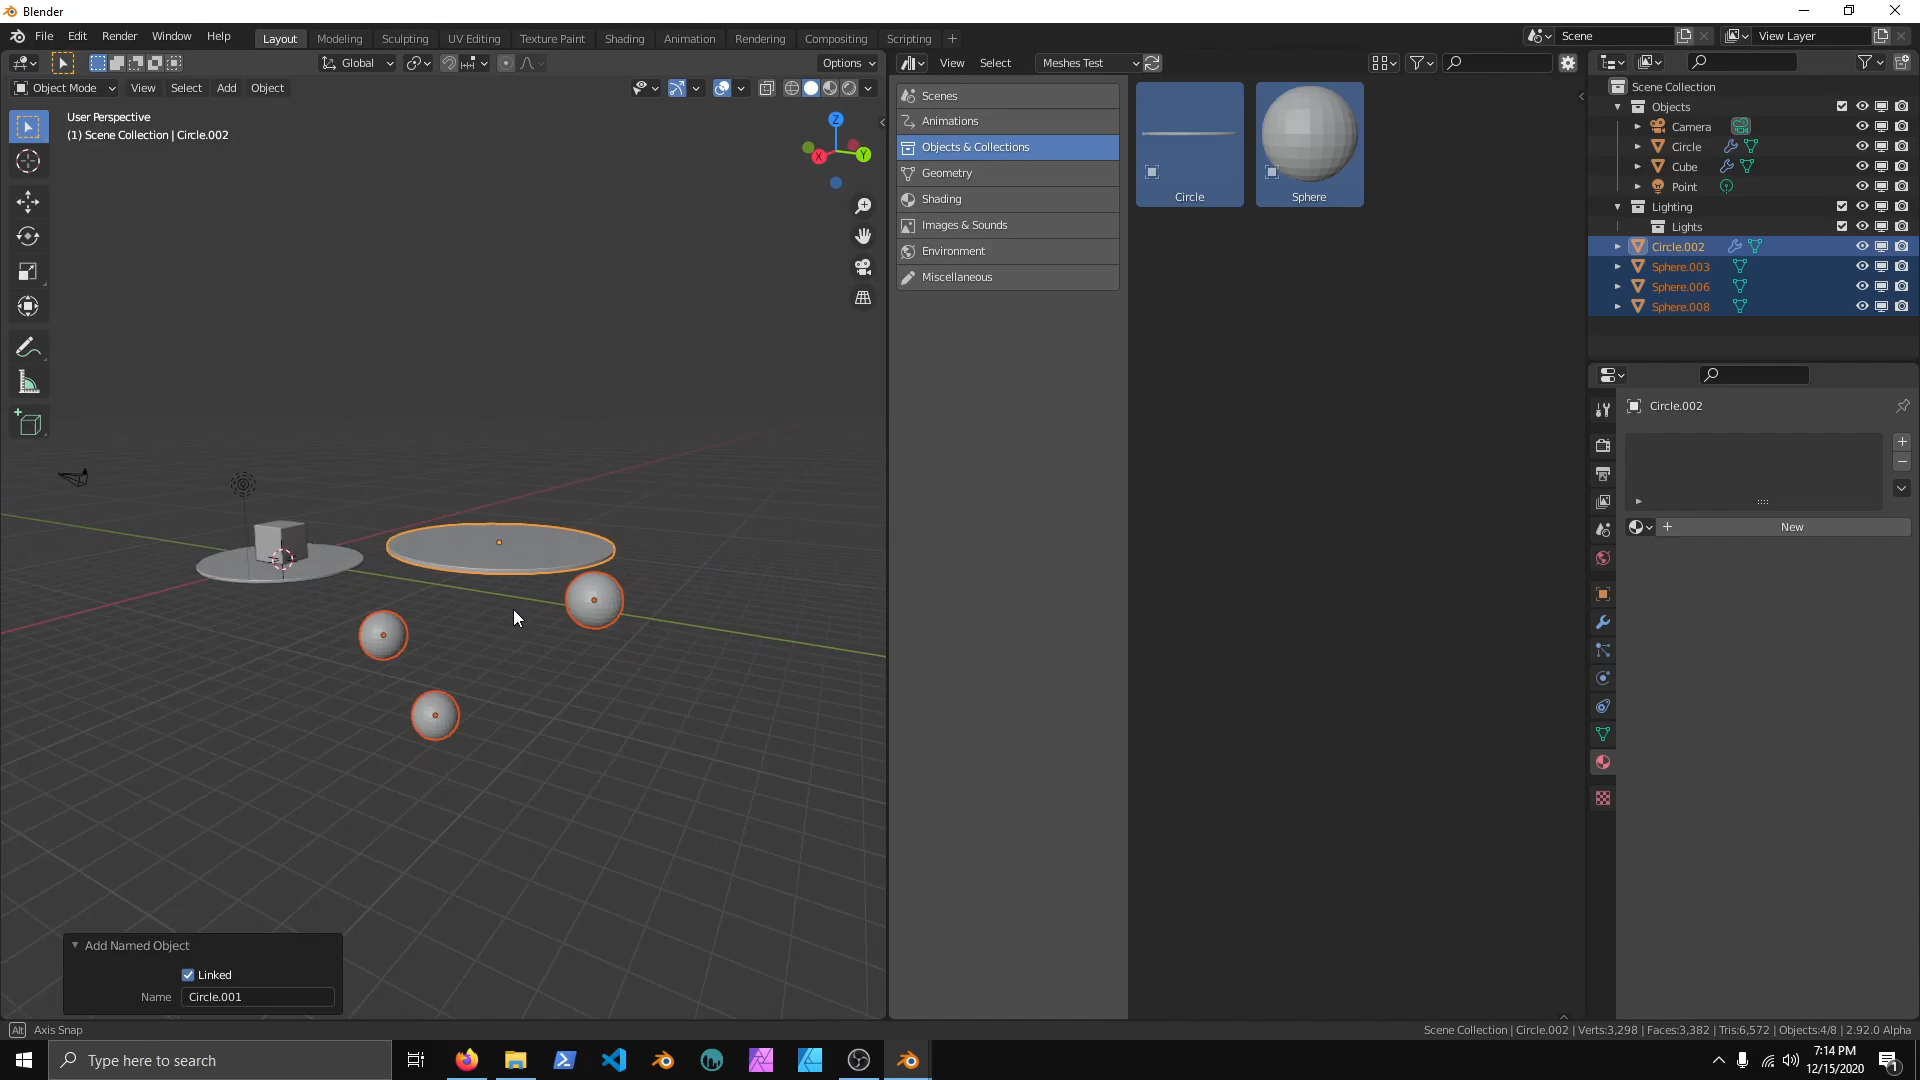 Blender
File Edit Render Window Help
Layout Modeling Sculpting UV Editing Texture Paint Shading Animation Rendering Compositing Scripting
Scene
View Layer
Global
Options
Object Mode View Select Add Object
User Perspective
(1) Scene Collection | Circle.002
Z
X
Y
View Select Meshes Test
Scenes
Animations
Objects & Collections
Geometry
Shading
Images & Sounds
Environment
Miscellaneous
Circle
Sphere
Scene Collection
Objects
Camera
Circle
Cube
Point
Lighting
Lights
Circle.002
Sphere.003
Sphere.006
Sphere.008
Circle.002
New
Add Named Object
Linked
Name Circle.001
Alt Axis Snap
Scene Collection | Circle.002 | Verts:3,298 | Faces:3,382 | Tris:6,572 | Objects:4/8 | 2.92.0 Alpha
Type here to search
7:14 PM
12/15/2020
1